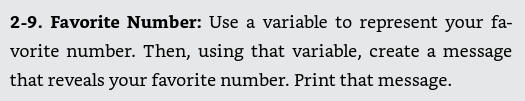 2-9. Favorite Number: Use a variable to represent your fa-
vorite number. Then, using that variable, create a message
that reveals your favorite number. Print that message.